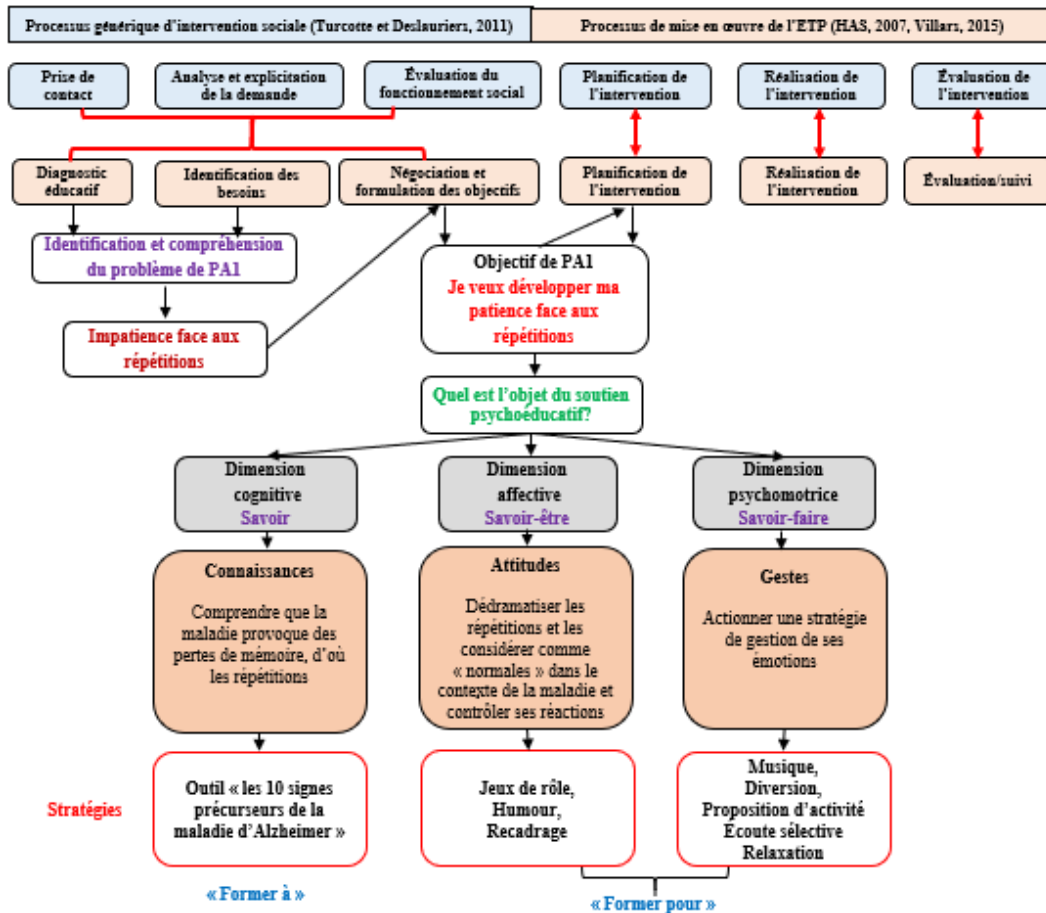 Processus générique d'intervention sociale (Turcotte et Deslauriers, 2011)
Processus de mise en œuvre de l'ETP (HAS, 2007, Villars, 2015)
Prise de
contact
Analyse et explicitation
de la demande
Évaluation du
fonctionnement social
Planification de
l'intervention
Réalisation de
l'intervention
Évaluation de
l'intervention
Diagnostic
éducatif
Identification des
besoins
Négociation et
formulation des objectifs
Planification de
l'intervention
Réalisation de
l'intervention
Évaluation/suivi
Identification et compréhension
du problème de PA1
Impatience face aux
répétitions
Objectif de PA1
Je veux développer ma
patience face aux
répétitions
Quel est l'objet du soutien
psychoéducatif?
Dimension
cognitive
Savoir
Dimension
affective
Savoir-être
Dimension
psychomotrice
Savoir-faire
Connaissances
Comprendre que la
maladie provoque des
pertes de mémoire, d'où
les répétitions
Attitudes
Dédramatiser les
répétitions et les
considérer comme
« normales » dans le
contexte de la maladie et
contrôler ses réactions
Gestes
Actionner une stratégie
de gestion de ses
émotions
Stratégies
Outil « les 10 signes
précurseurs de la
maladie d'Alzheimer »
Jeux de rôle,
Humour,
Recadrage
Musique,
Diversion,
Proposition d'activité
Ecoute sélective
Relaxation
« Former à »
« Former pour »